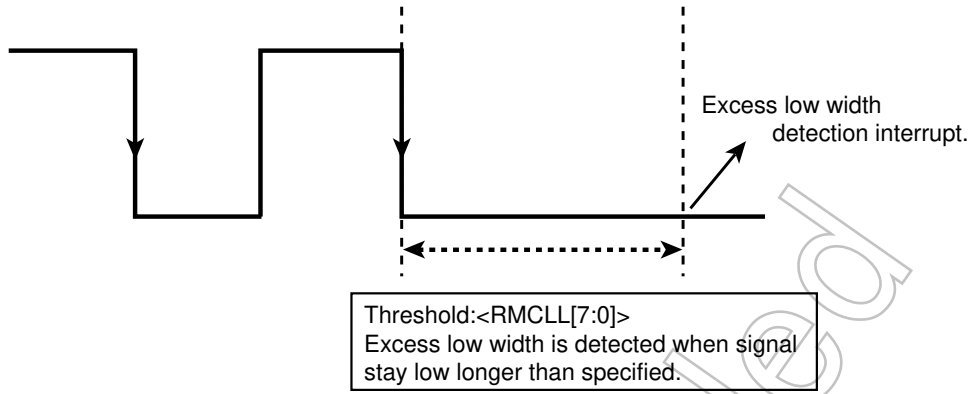 Excess low width
detection interrupt.
Threshold:<RMCLL[7:0]>
Excess low width is detected when signal
stay low longer than specified.